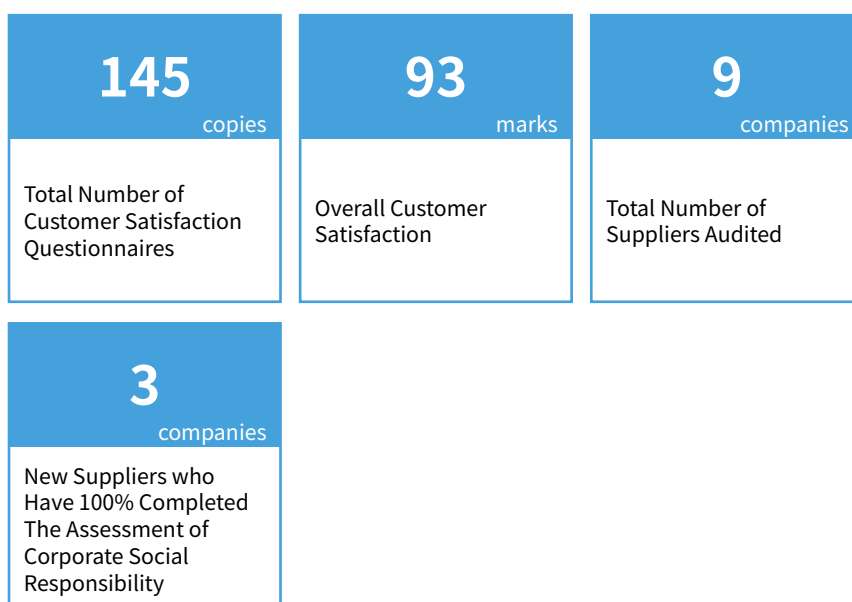 145
copies
Total Number of
Customer Satisfaction
Questionnaires
93
marks
Overall Customer
Satisfaction
9
companies
Total Number of
Suppliers Audited
3
companies
New Suppliers who
Have 100% Completed
The Assessment of
Corporate Social
Responsibility